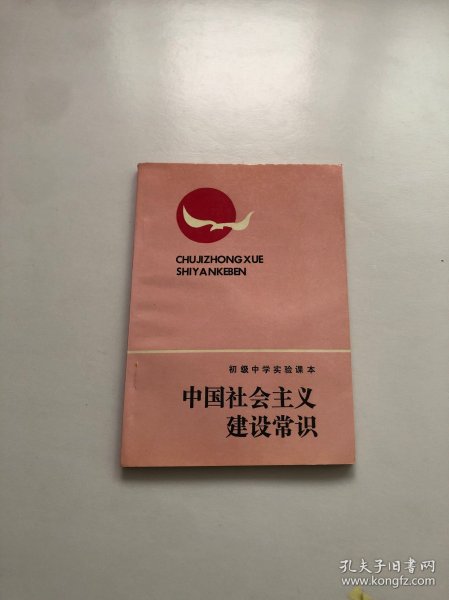 CHUJIZHONGXUE
SHIYANKEBEN
初级中学实验课本
中国社会主义
建设常识
孔夫子旧书网
www.kongfz.com